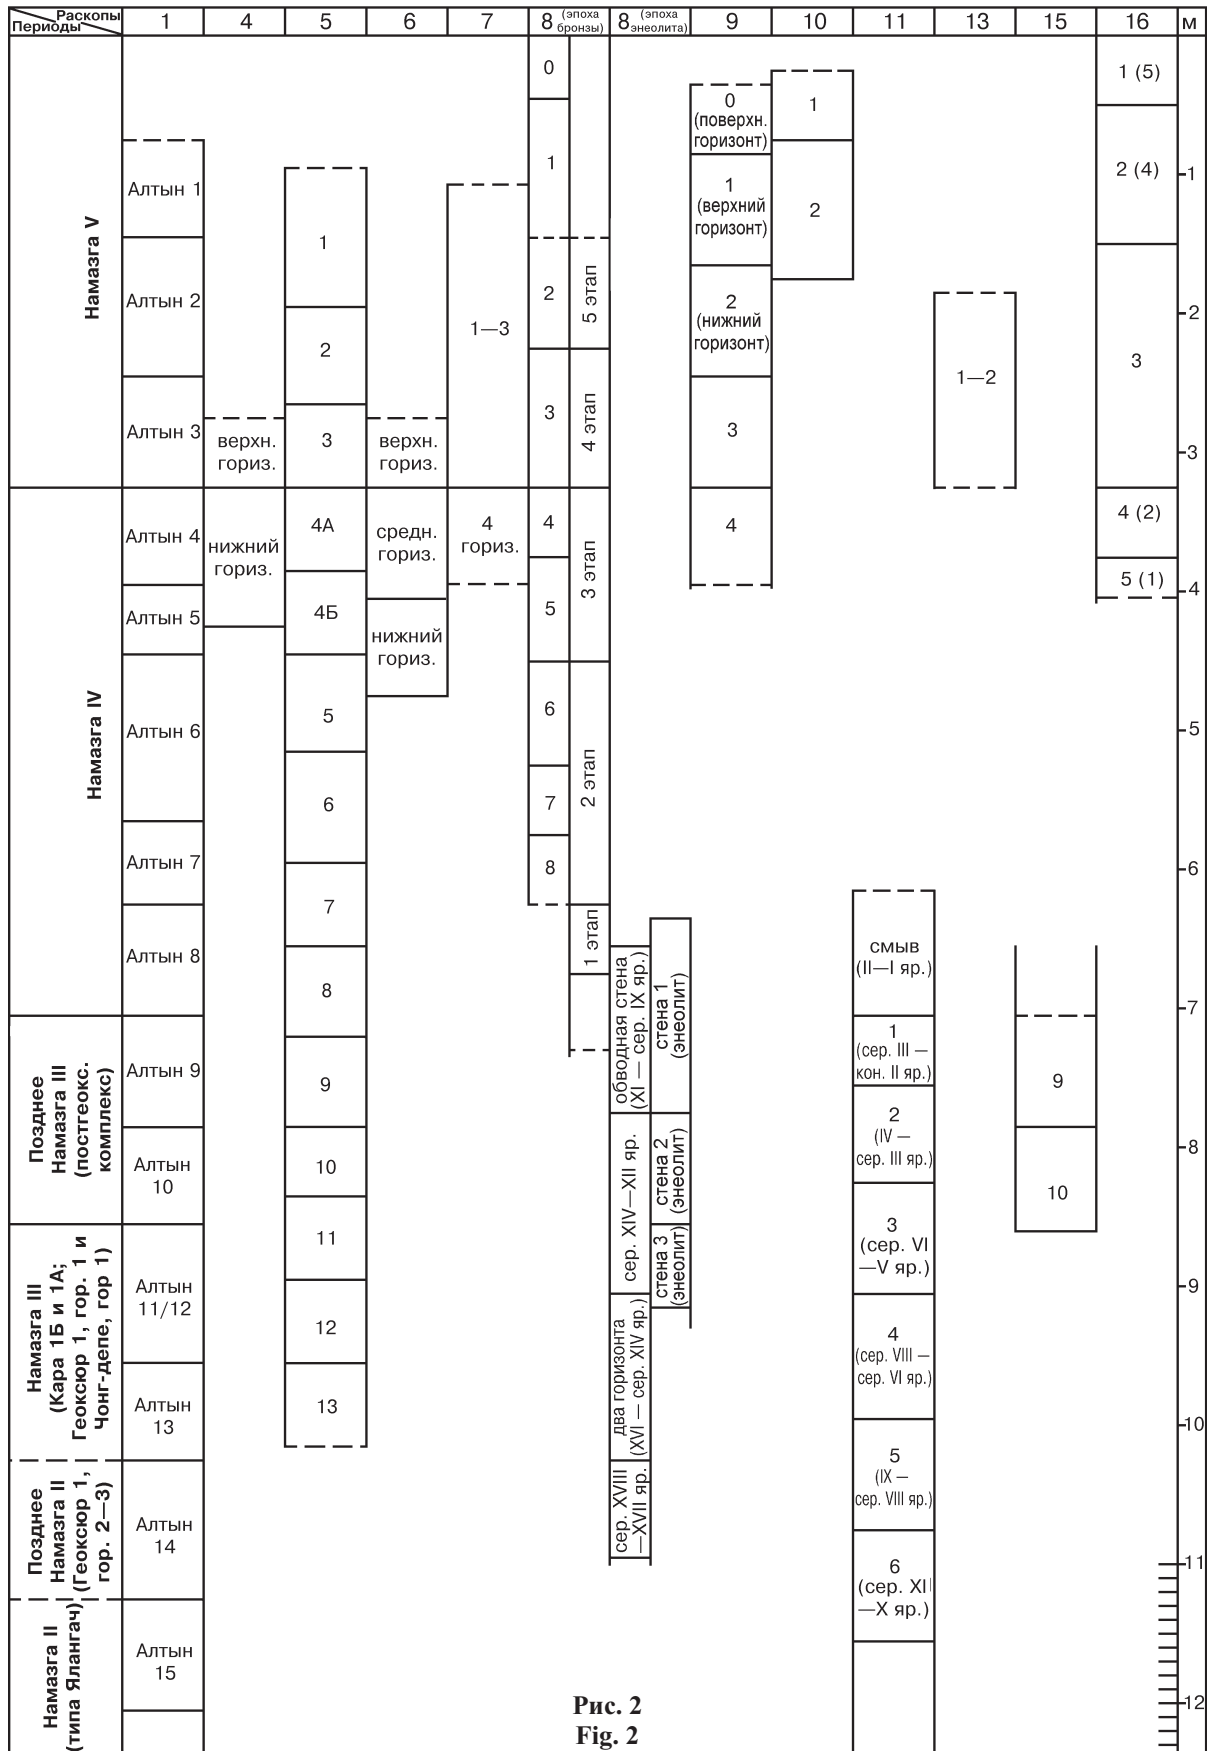 Раскопы
Периоды
1
4
5
6
7
8 (эпоха бронзы)
8 (эпоха энеолита)
9
10
11
13
15
16
м
Намазга V
Намазга IV
Позднее
Намазга III
(постгеокс.
комплекс)
Намазга III
(Кара 1Б и 1А;
Геоксюр 1, гор. 1 и
Чонг-депе, гор 1)
Позднее
Намазга II
(Геоксюр 1,
гор. 2—3)
Намазга II
(типа Ялангач)
Алтын 1
Алтын 2
Алтын 3
Алтын 4
Алтын 5
Алтын 6
Алтын 7
Алтын 8
Алтын 9
Алтын
10
Алтын
11/12
Алтын
13
Алтын
14
Алтын
15
верхн.
гориз.
нижний
гориз.
1
2
3
4А
4Б
5
6
7
8
9
10
11
12
13
верхн.
гориз.
средн.
гориз.
нижний
гориз.
1—3
4
гориз.
0
1
2
3
4
5
6
7
8
5 этап
4 этап
3 этап
2 этап
1 этап
обводная стена
(XI — сер. IX яр.)
сер. XIV—XII яр.
два горизонта
(XVI — сер. XIV яр.)
сер. XVIII
—XVII яр.
стена 1
(энеолит)
стена 2
(энеолит)
стена 3
(энеолит)
0
(поверхн.
горизонт)
1
(верхний
горизонт)
2
(нижний
горизонт)
3
4
1
2
смыв
(II—I яр.)
1
(сер. III —
кон. II яр.)
2
(IV —
сер. III яр.)
3
(сер. VI
—V яр.)
4
(сер. VIII —
сер. VI яр.)
5
(IX —
сер. VIII яр.)
6
(сер. XI
—X яр.)
1—2
9
10
1 (5)
2 (4)
3
4 (2)
5 (1)
1
2
3
4
5
6
7
8
9
10
11
12
Рис. 2
Fig. 2